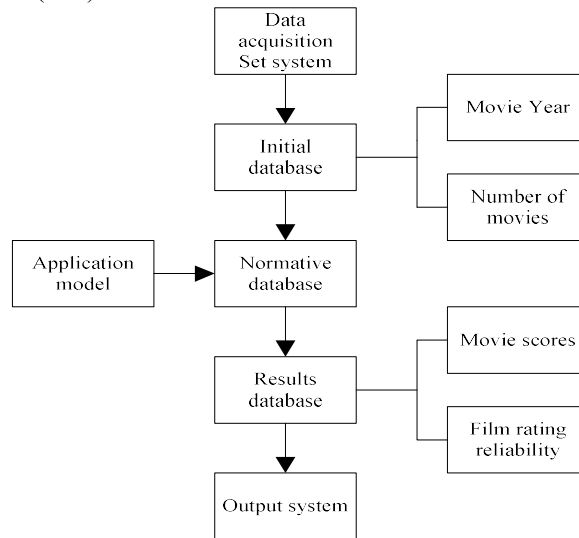 Data
acquisition
Set system
Movie Year
Initial
database
Number of
movies
Application
model
Normative
database
Movie scores
Results
database
Film rating
reliability
Output system